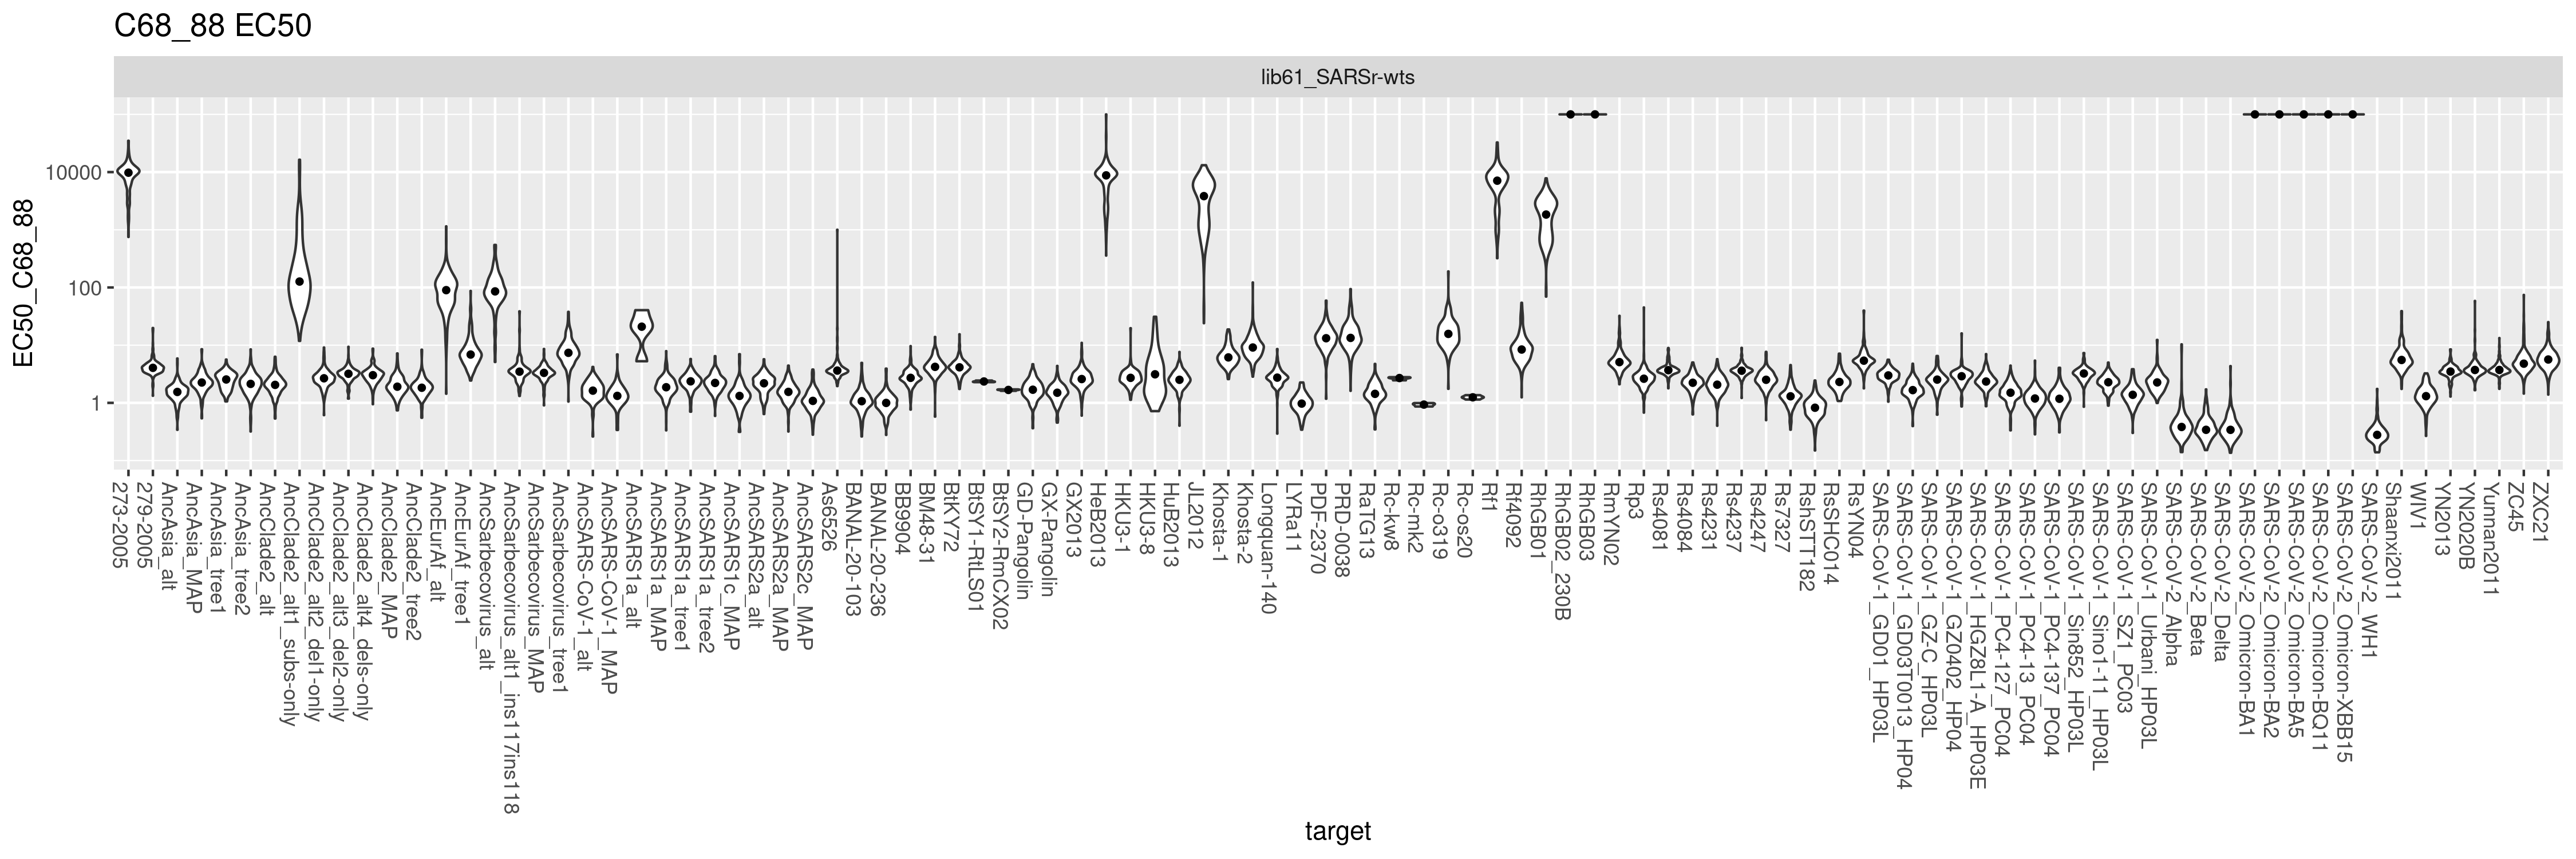 C68_88 EC50
lib61_SARSr-wts
EC50_C68_88
10000
100
1
273-2005
279-2005
AncAsia_alt
AncAsia_MAP
AncAsia_tree1
AncAsia_tree2
AncClade2_alt
AncClade2_alt1_subs-only
AncClade2_alt2_del1-only
AncClade2_alt3_del2-only
AncClade2_alt4_dels-only
AncClade2_MAP
AncClade2_tree2
AncEurAf_alt
AncEurAf_tree1
AncSarbecovirus_alt
AncSarbecovirus_alt1_ins117ins118
AncSarbecovirus_MAP
AncSarbecovirus_tree1
AncSARS-CoV-1_alt
AncSARS-CoV-1_MAP
AncSARS1a_alt
AncSARS1a_MAP
AncSARS1a_tree1
AncSARS1a_tree2
AncSARS1c_MAP
AncSARS2a_alt
AncSARS2a_MAP
AncSARS2c_MAP
As6526
BANAL-20-103
BANAL-20-236
BB9904
BM48-31
BtKY72
BtSY1-RtLS01
BtSY2-RmCX02
GD-Pangolin
GX-Pangolin
GX2013
HeB2013
HKU3-1
HKU3-8
HuB2013
JL2012
Khosta-1
Khosta-2
Longquan-140
LYRa11
PDF-2370
PRD-0038
RaTG13
Rc-kw8
Rc-mk2
Rc-o319
Rc-os20
Rf1
Rf4092
RhGB01
RhGB02_230B
RhGB03
RmYN02
Rp3
Rs4081
Rs4084
Rs4231
Rs4237
Rs4247
Rs7327
RshSTT182
RsSHC014
RsYN04
SARS-CoV-1_GD01_HP03L
SARS-CoV-1_GD03T0013_HP04
SARS-CoV-1_GZ-C_HP03L
SARS-CoV-1_GZ0402_HP04
SARS-CoV-1_HGZ8L1-A_HP03E
SARS-CoV-1_PC4-127_PC04
SARS-CoV-1_PC4-13_PC04
SARS-CoV-1_PC4-137_PC04
SARS-CoV-1_Sin852_HP03L
SARS-CoV-1_Sino1-11_HP03L
SARS-CoV-1_SZ1_PC03
SARS-CoV-1_Urbani_HP03L
SARS-CoV-2_Alpha
SARS-CoV-2_Beta
SARS-CoV-2_Delta
SARS-CoV-2_Omicron-BA1
SARS-CoV-2_Omicron-BA2
SARS-CoV-2_Omicron-BA5
SARS-CoV-2_Omicron-BQ11
SARS-CoV-2_Omicron-XBB15
SARS-CoV-2_WH1
Shaanxi2011
WIV1
YN2013
YN2020B
Yunnan2011
ZC45
ZXC21
target